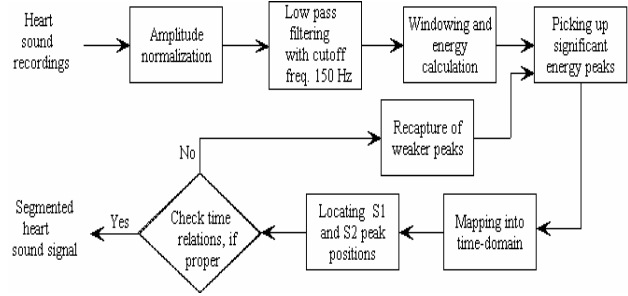 Heart
sound
recordings
Amplitude
normalization
Low pass
filtering
with cutoff
freq. 150 Hz
Windowing and
energy
calculation
Picking up
significant
energy peaks
Recapture of
weaker peaks
No
Segmented
heart
sound signal
Yes
Check time
relations, if
proper
Locating S1
and S2 peak
positions
Mapping into
time-domain